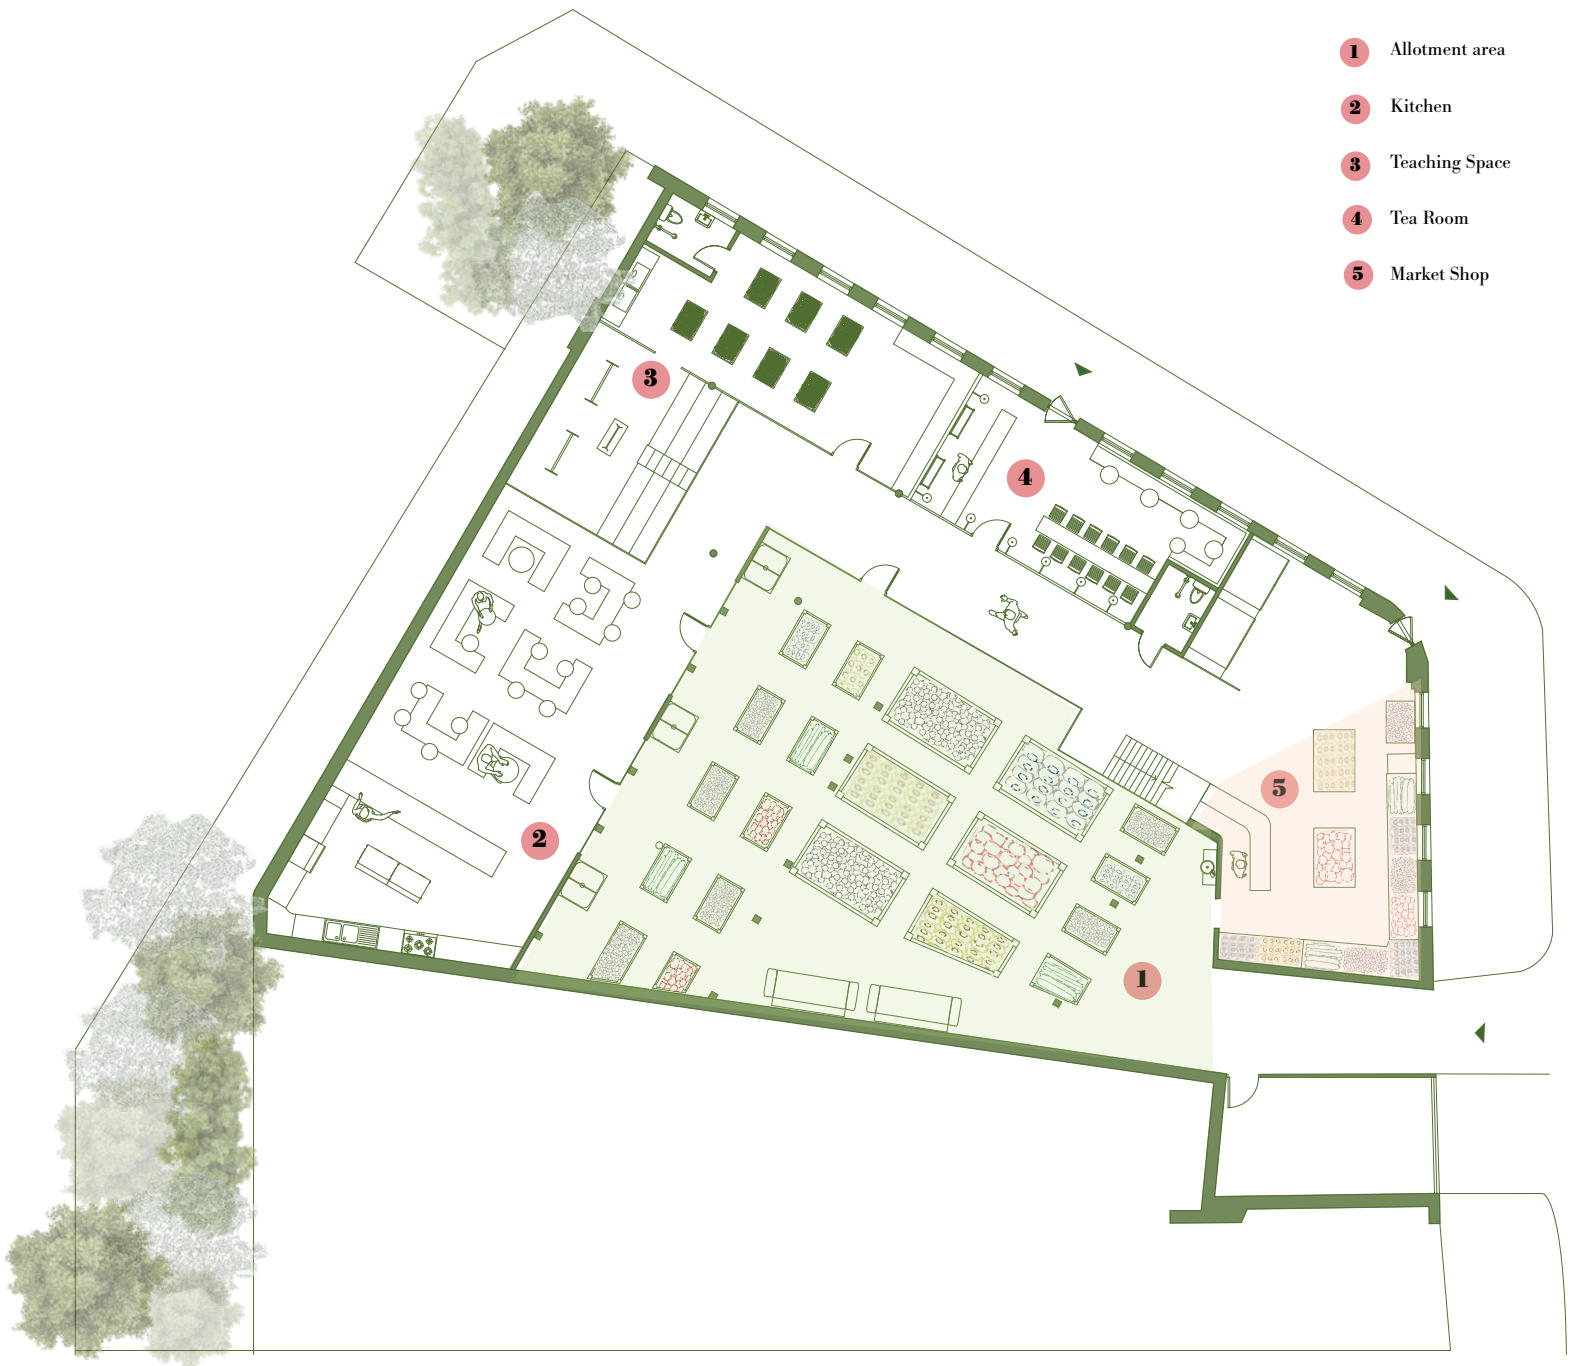 1 Allotment area
2 Kitchen
3 Teaching Space
4 Tea Room
5 Market Shop
3
4
5
2
1